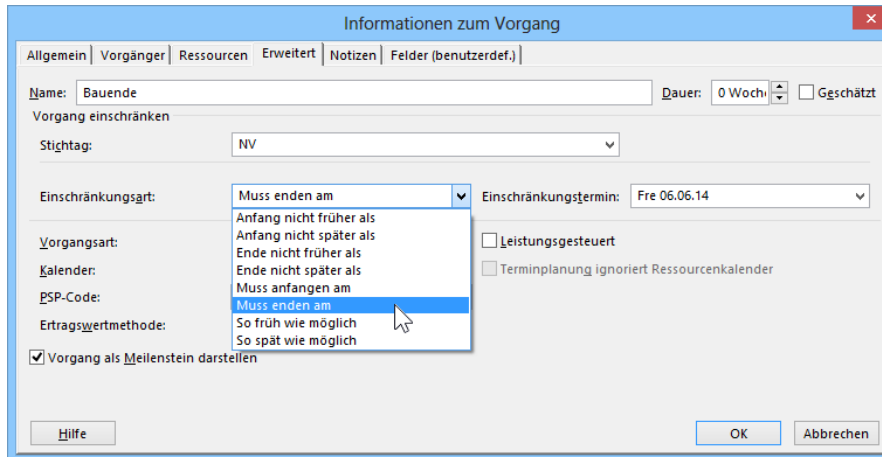 Informationen zum Vorgang
Allgemein Vorgänger Ressourcen Erweitert Notizen Felder (benutzerdef.)
Name: Bauende Dauer: 0 Woch Geschätzt
Vorgang einschränken
Stichtag: NV
Einschränkungsart: Muss enden am Einschränkungstermin: Fre 06.06.14
Anfang nicht früher als
Anfang nicht später als
Vorgangsart: Leistungsgesteuert
Ende nicht früher als
Kalender: Ende nicht später als Terminplanung ignoriert Ressourcenkalender
Muss anfangen am
PSP-Code: Muss enden am
Ertragswertmethode: So früh wie möglich
So spät wie möglich
Vorgang als Meilenstein darstellen
Hilfe OK Abbrechen